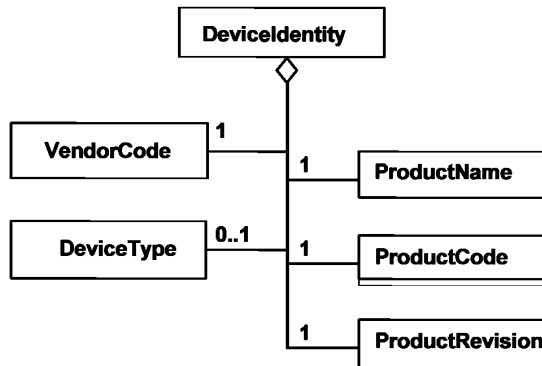 DeviceIdentity
1
VendorCode
1
ProductName
0..1
DeviceType
1
ProductCode
1
ProductRevision